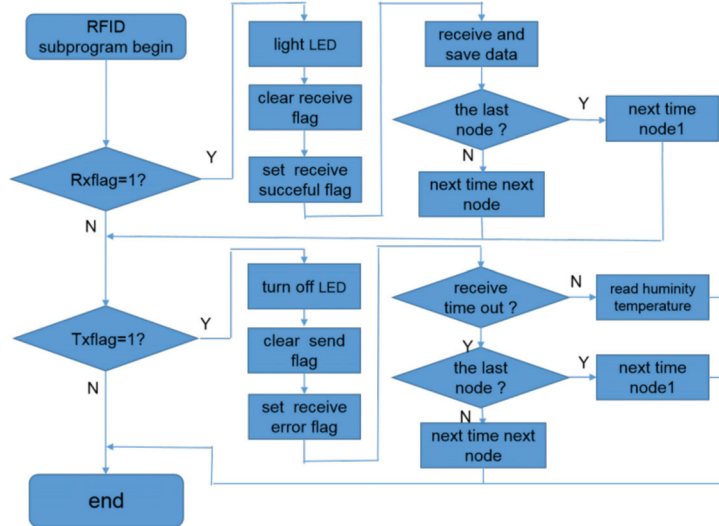 RFID
subprogram begin
Rxflag=1?
Y
N
light LED
clear receive
flag
set receive
succeful flag
receive and
save data
the last
node ?
Y
N
next time
node1
next time next
node
Txflag=1?
Y
N
turn off LED
clear send
flag
set receive
error flag
receive
time out ?
N
Y
read huminity
temperature
the last
node ?
Y
N
next time
node1
next time next
node
end